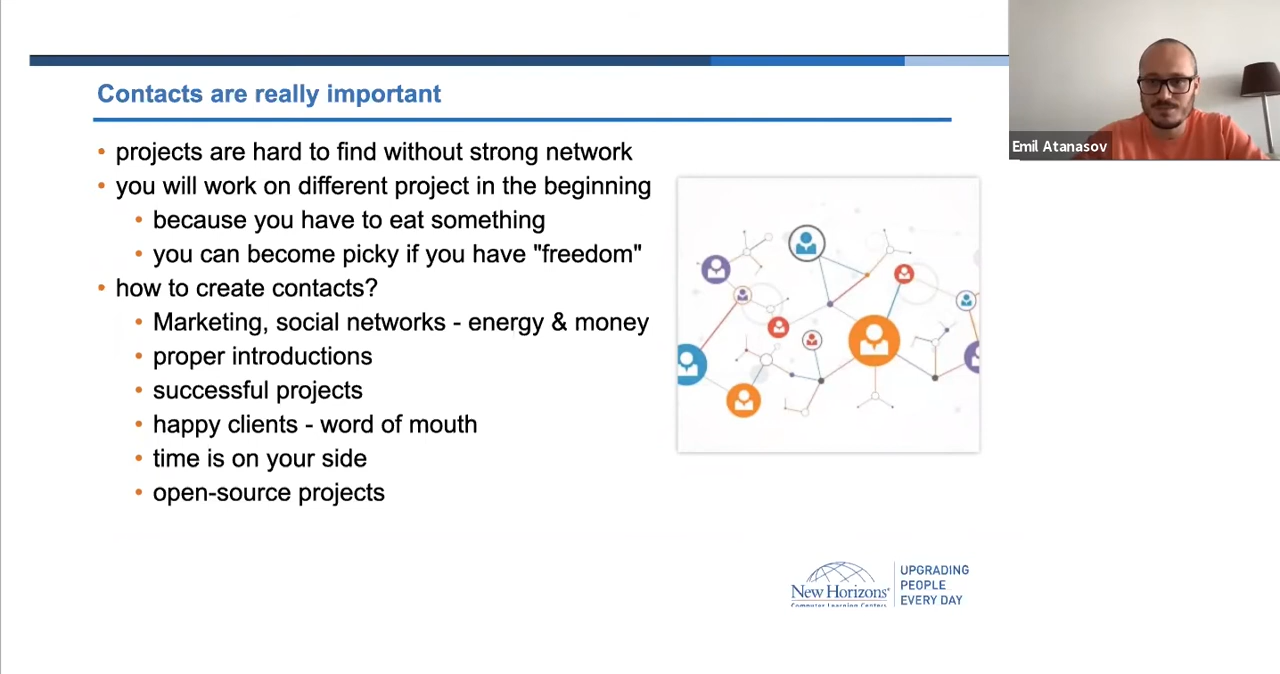 Contacts are really important
projects are hard to find without strong network
you will work on different project in the beginning
because you have to eat something
you can become picky if you have "freedom"
how to create contacts?
Marketing, social networks - energy & money
proper introductions
successful projects
happy clients - word of mouth
time is on your side
open-source projects
Emil Atanasov
New Horizons®
Computer Learning Centers
UPGRADING
PEOPLE
EVERY DAY